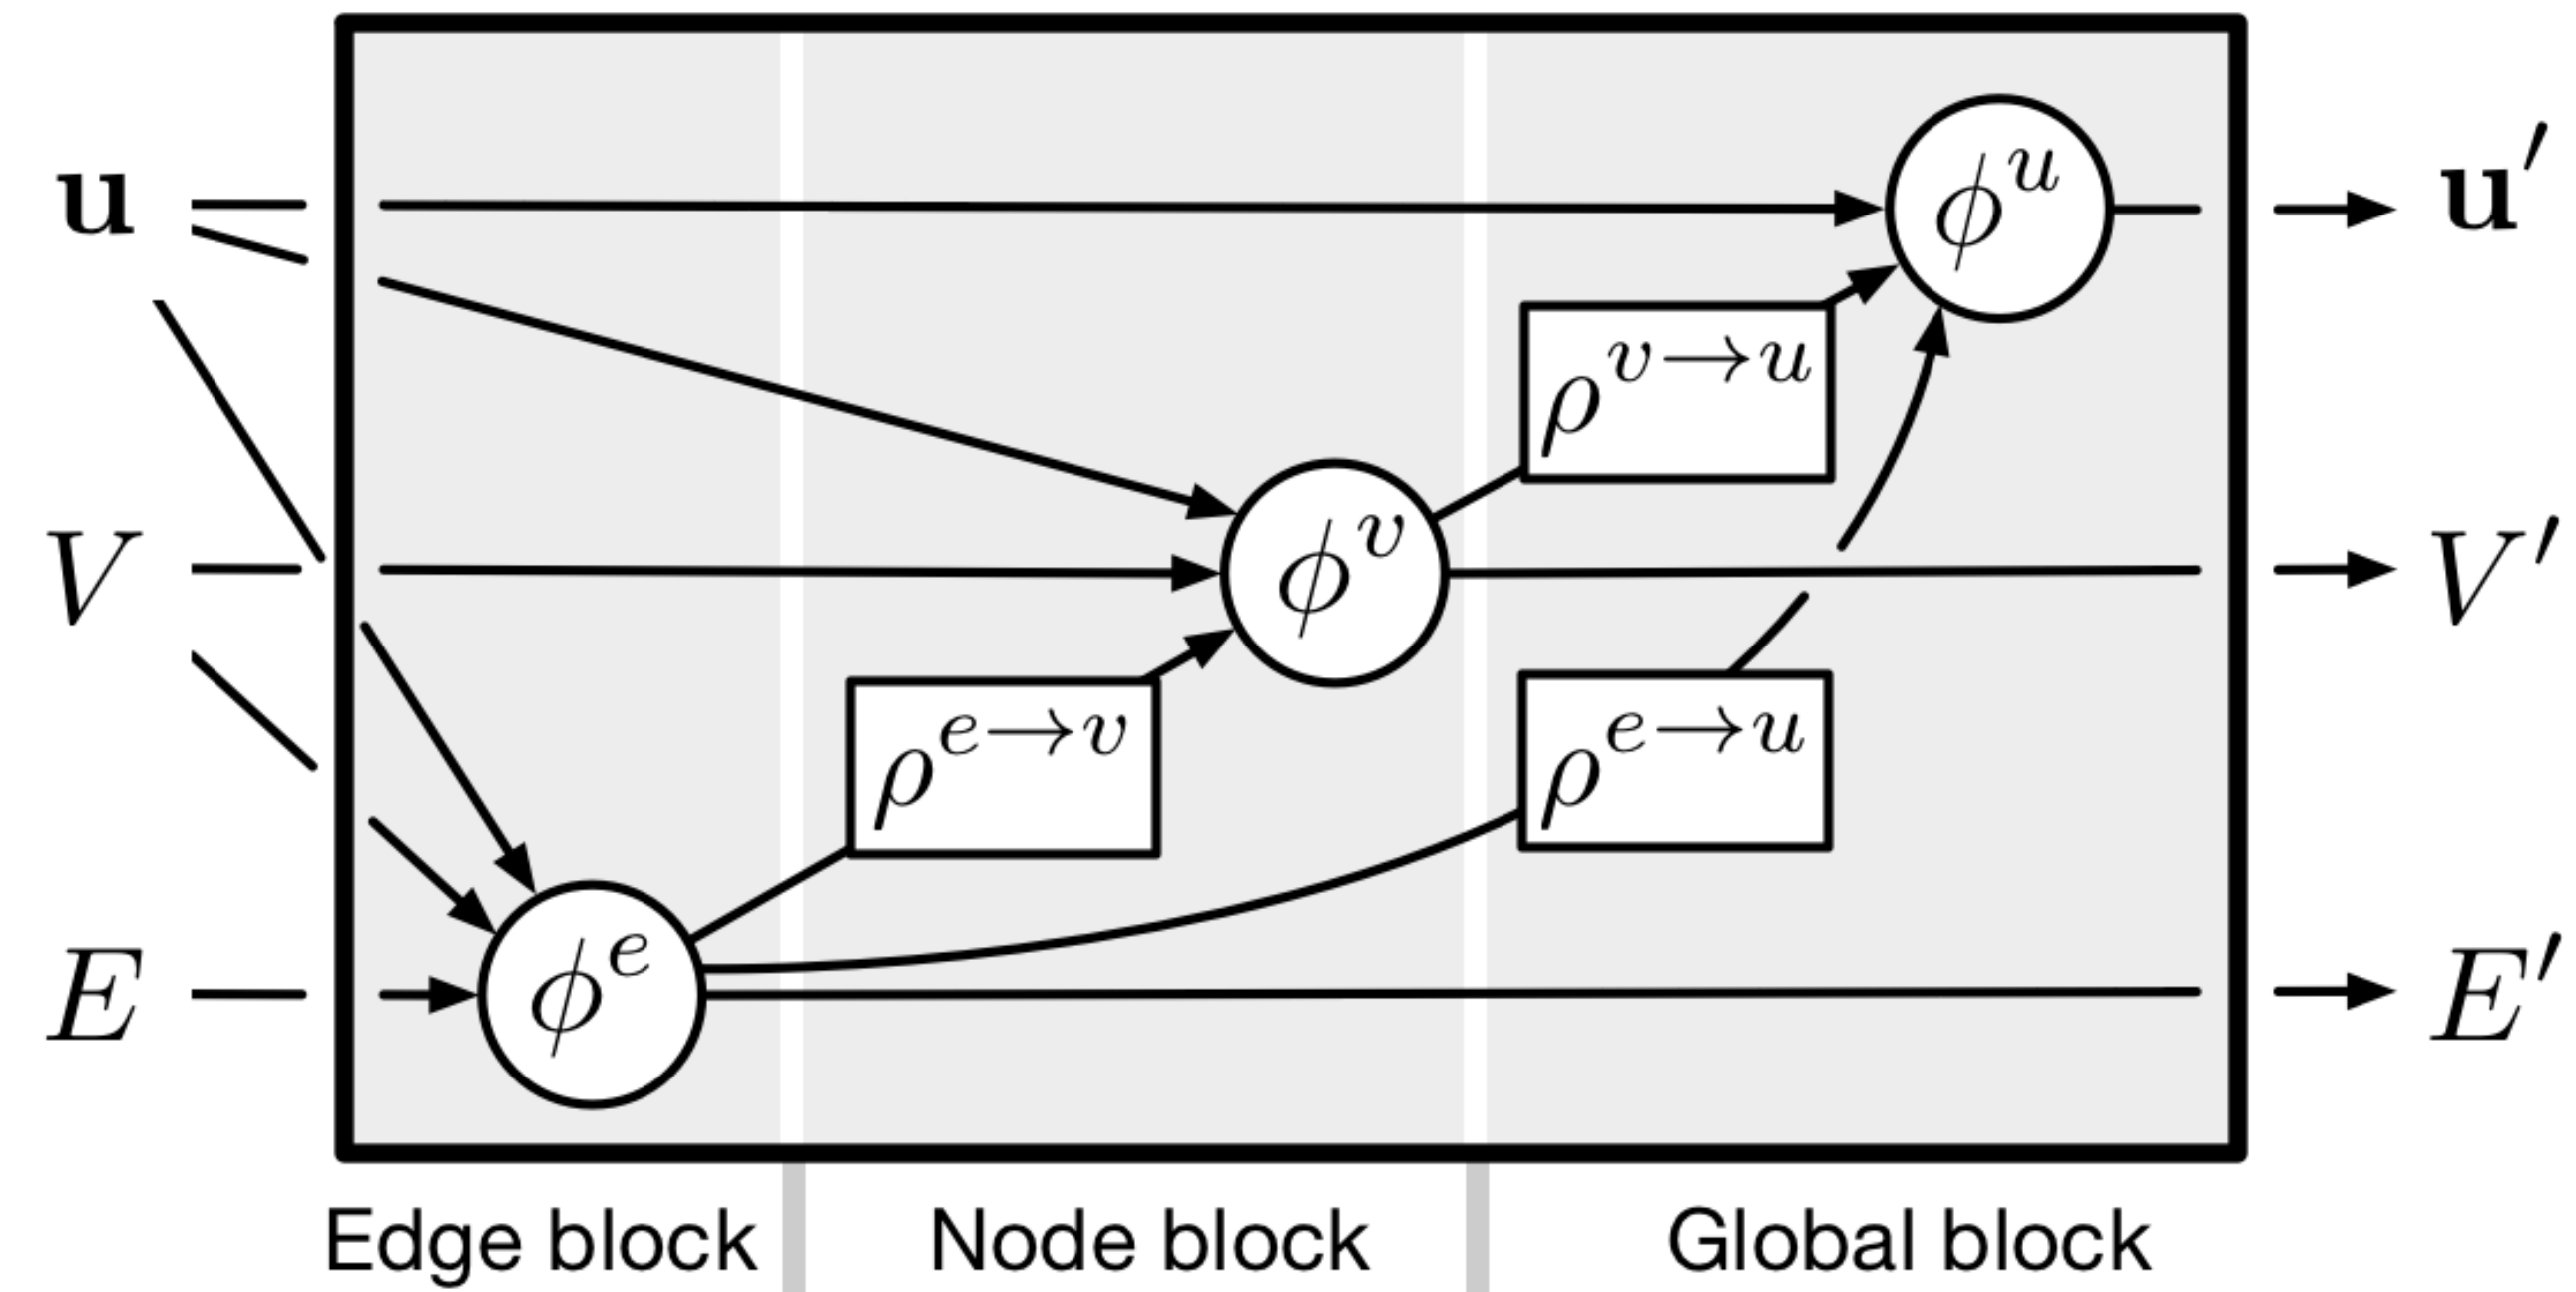 u ϕ^u u′
ρ^{v→u}
V ϕ^v V′
ρ^{e→v} ρ^{e→u}
E ϕ^e E′
Edge block Node block Global block